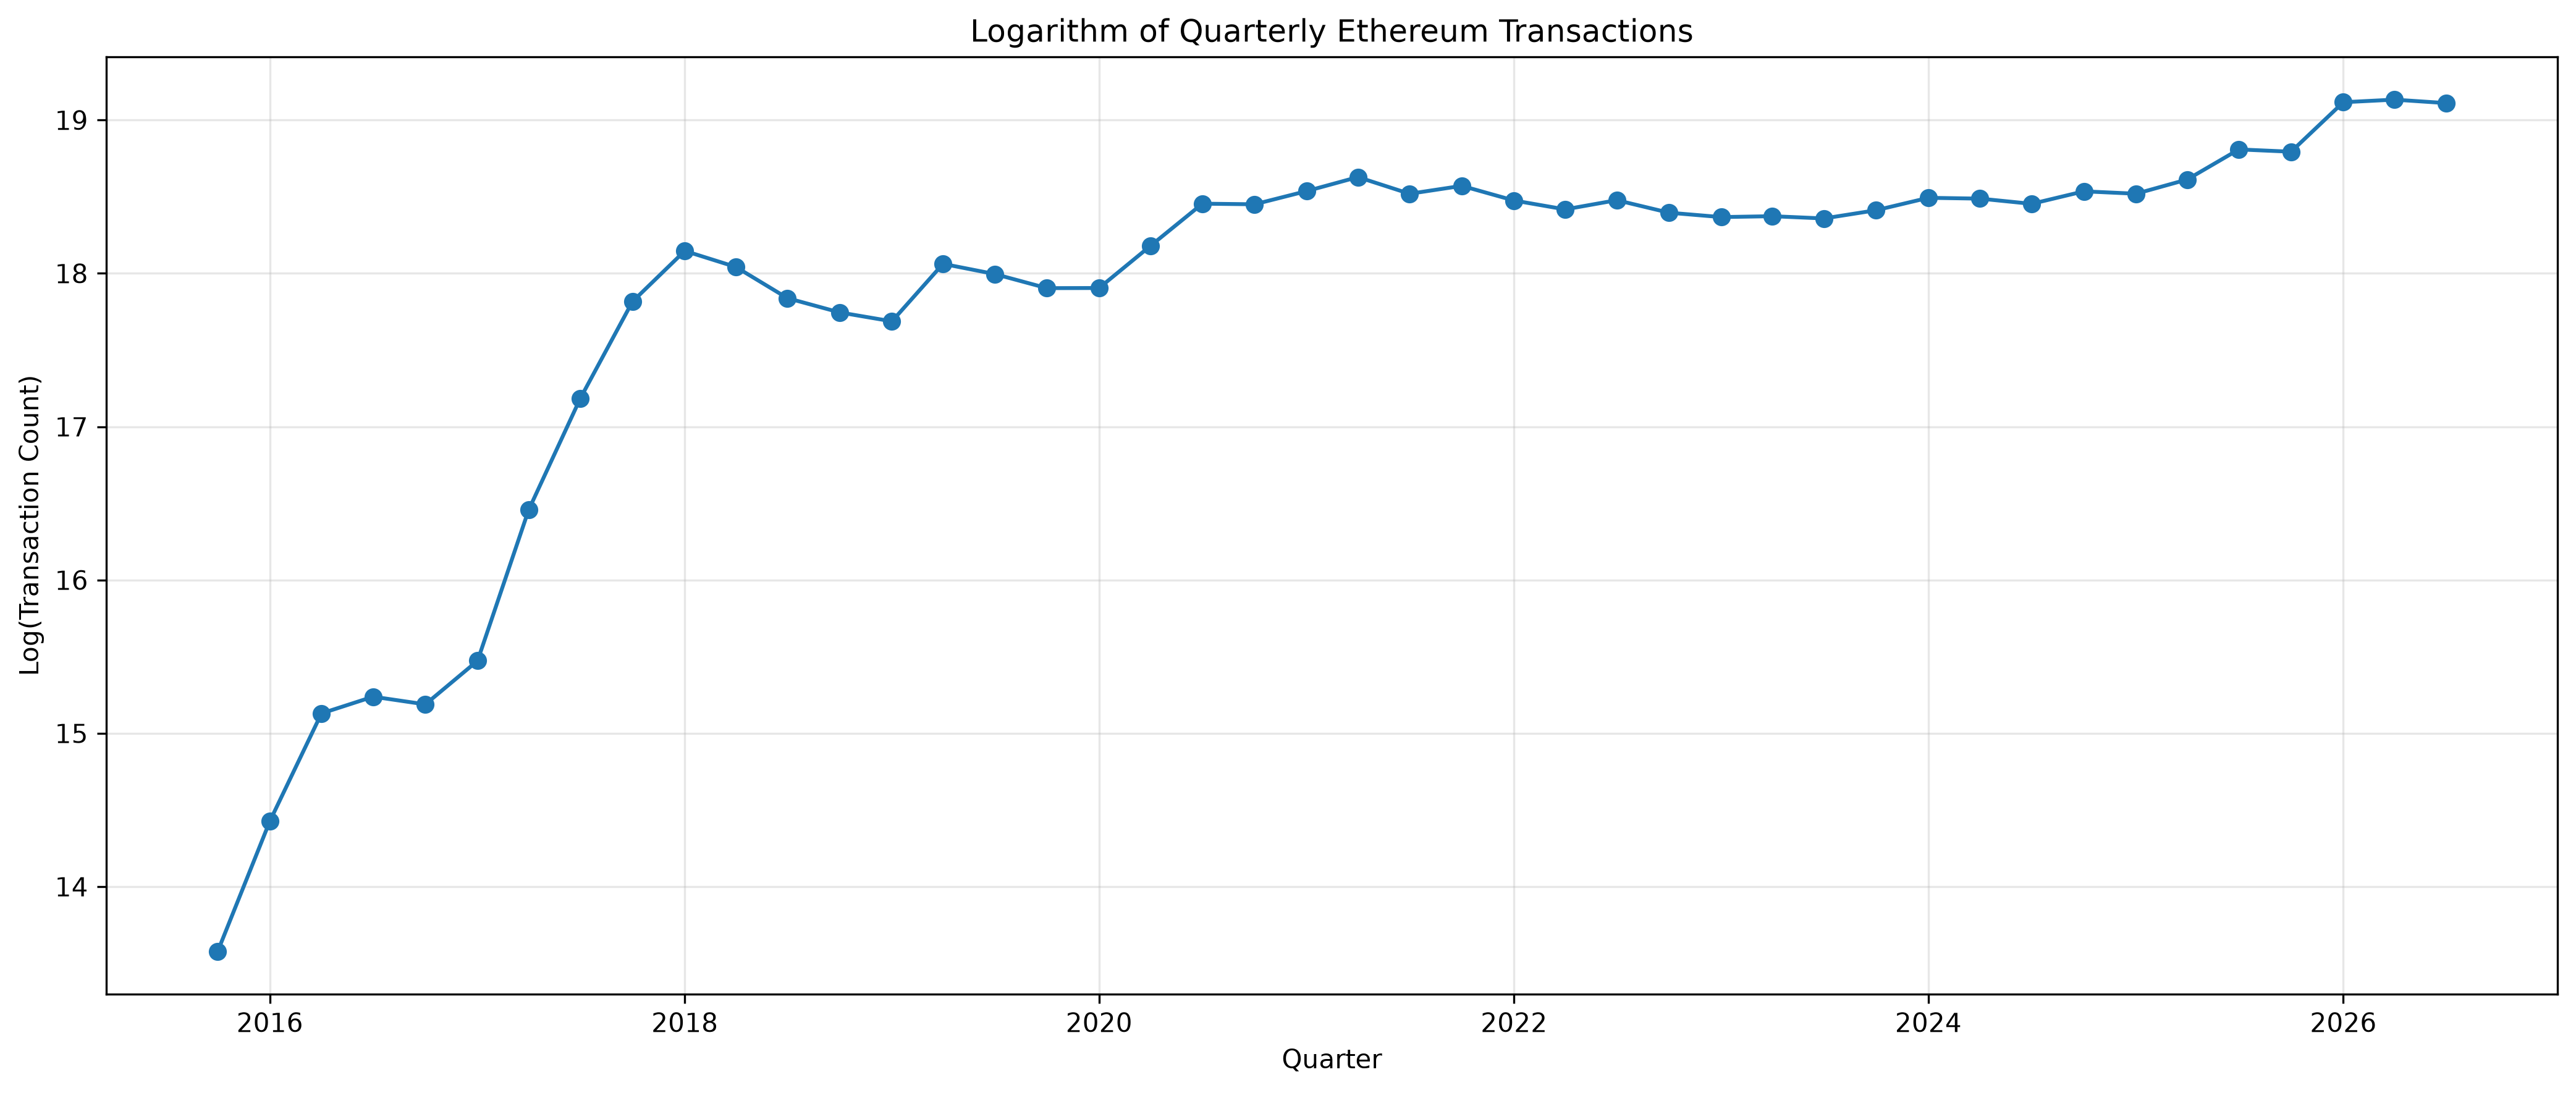 Logarithm of Quarterly Ethereum Transactions
Log(Transaction Count)
19
18
17
16
15
14
2016 2018 2020 2022 2024 2026
Quarter